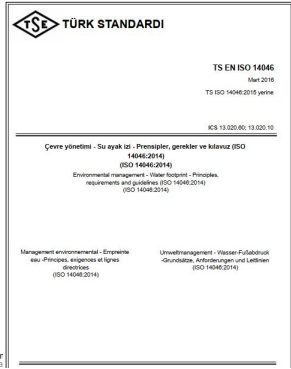 TSE TÜRK STANDARDI
TS EN ISO 14046
Mart 2016
TS ISO 14046:2015 yerine
ICS 13.020.60; 13.020.10
Çevre yönetimi - Su ayak izi - Prensipler, gerekler ve kılavuz (ISO
14046:2014)
(ISO 14046:2014)
Environmental management - Water footprint - Principles,
requirements and guidelines (ISO 14046:2014)
(ISO 14046:2014)
Management environnemental - Empreinte
eau -Principes, exigences et lignes
directrices
(ISO 14046:2014)
Umweltmanagement - Wasser-Fußabdruck
-Grundsätze, Anforderungen und Leitlinien
(ISO 14046:2014)